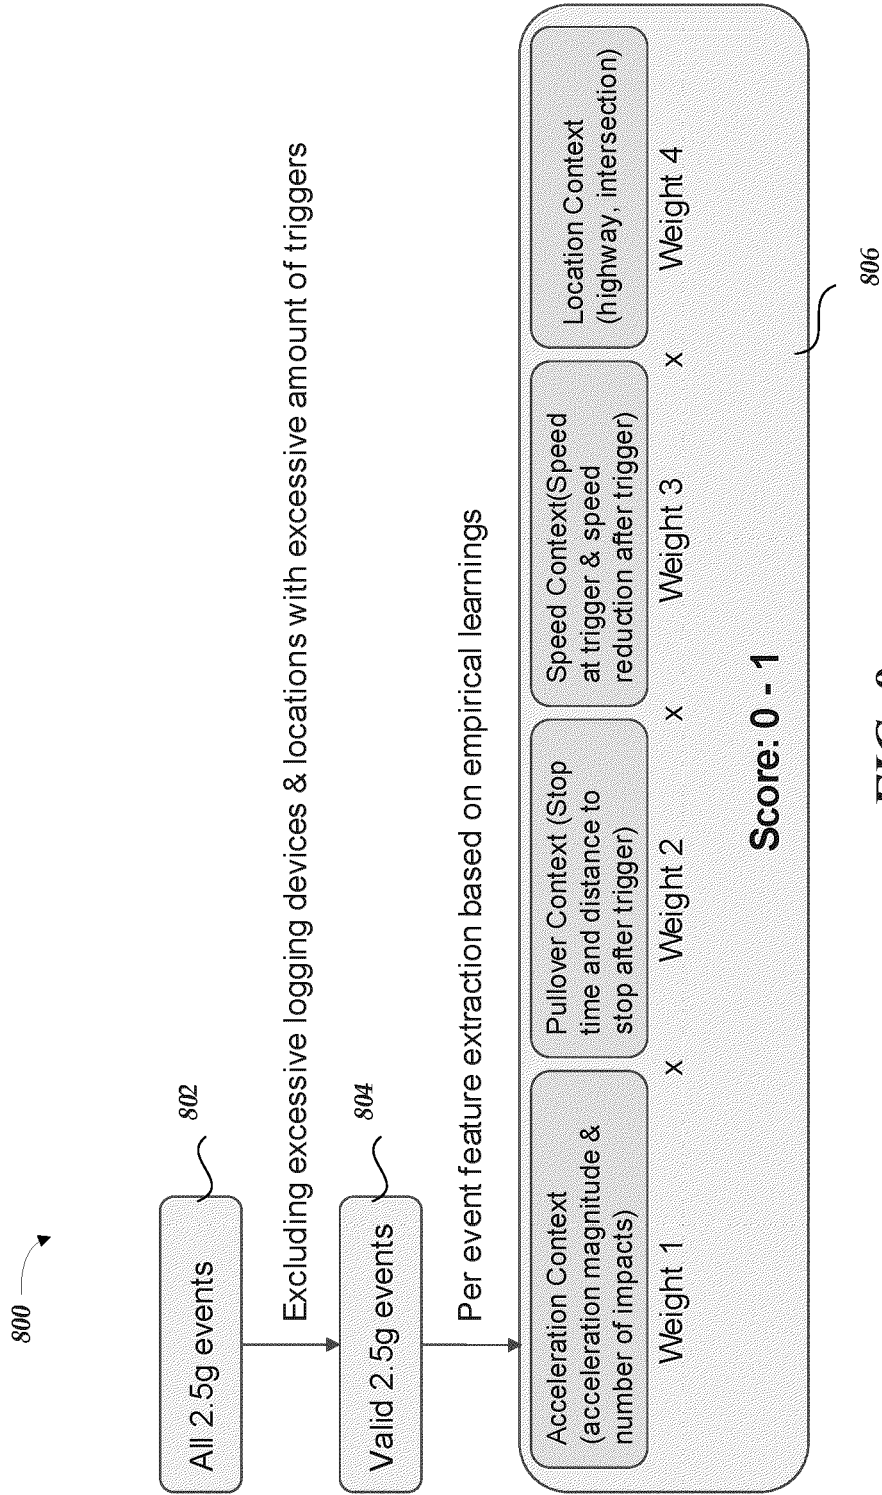 800
All 2.5g events
802
Excluding excessive logging devices & locations with excessive amount of triggers
Valid 2.5g events
804
Per event feature extraction based on empirical learnings
Acceleration Context
(acceleration magnitude &
number of impacts)
Weight 1
x
Pullover Context (Stop
time and distance to
stop after trigger)
Weight 2
x
Speed Context(Speed
at trigger & speed
reduction after trigger)
Weight 3
x
Location Context
(highway, intersection)
Weight 4
Score: 0 - 1
806